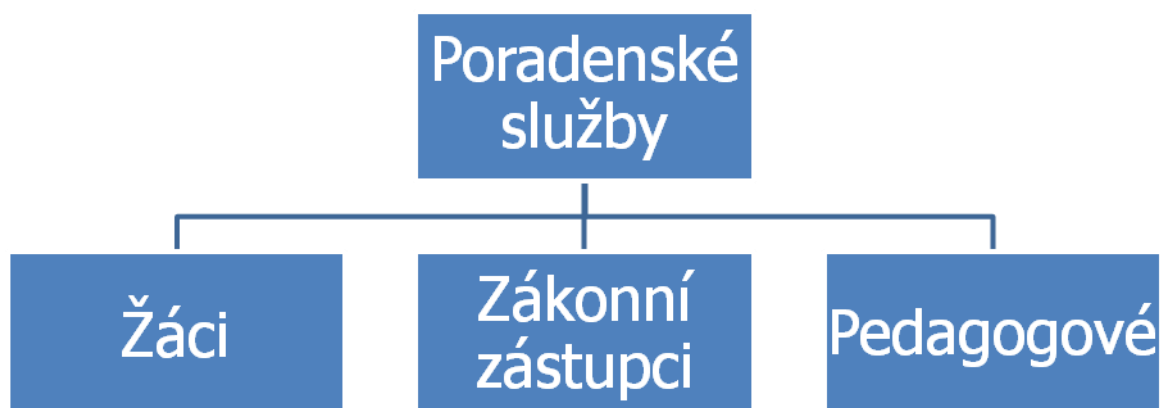 Poradenské
služby
Žáci
Zákonní
zástupci
Pedagogové